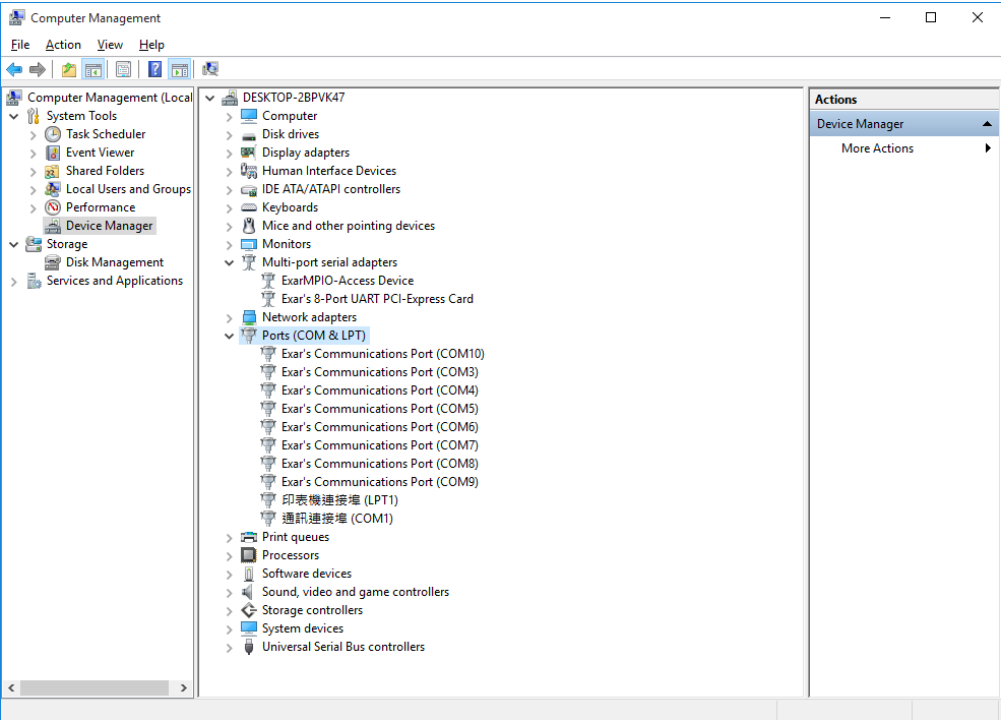 Computer Management
File Action View Help
Computer Management (Local
System Tools
Task Scheduler
Event Viewer
Shared Folders
Local Users and Groups
Performance
Device Manager
Storage
Disk Management
Services and Applications
DESKTOP-2BPVK47
Computer
Disk drives
Display adapters
Human Interface Devices
IDE ATA/ATAPI controllers
Keyboards
Mice and other pointing devices
Monitors
Multi-port serial adapters
ExarMPIO-Access Device
Exar's 8-Port UART PCI-Express Card
Network adapters
Ports (COM & LPT)
Exar's Communications Port (COM10)
Exar's Communications Port (COM3)
Exar's Communications Port (COM4)
Exar's Communications Port (COM5)
Exar's Communications Port (COM6)
Exar's Communications Port (COM7)
Exar's Communications Port (COM8)
Exar's Communications Port (COM9)
印表機連接埠 (LPT1)
通訊連接埠 (COM1)
Print queues
Processors
Software devices
Sound, video and game controllers
Storage controllers
System devices
Universal Serial Bus controllers
Actions
Device Manager
More Actions